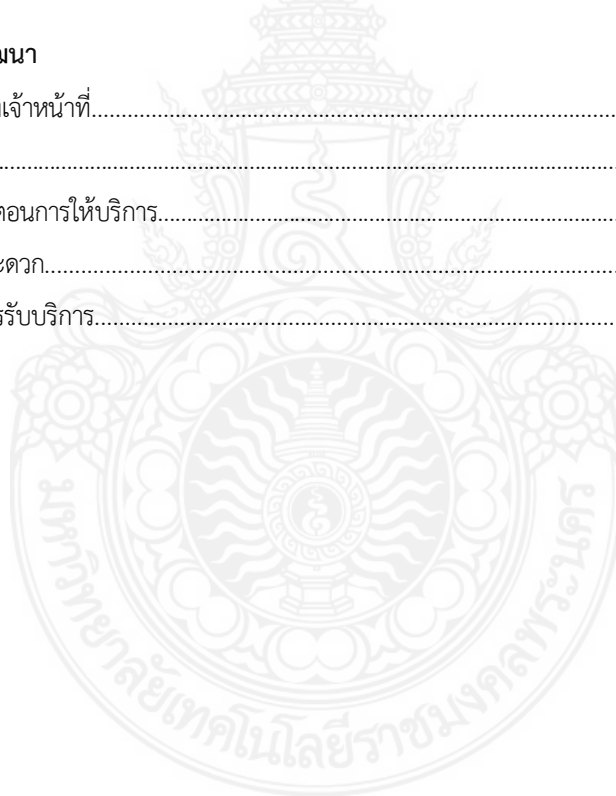 ฒนา
เจ้าหน้าที่........................................................................................................
........................................................................................................
ตอนการให้บริการ........................................................................................................
ะดวก........................................................................................................
รรับบริการ........................................................................................................
มหาวิทยาลัยเทคโนโลยีราชมงคลพระนคร